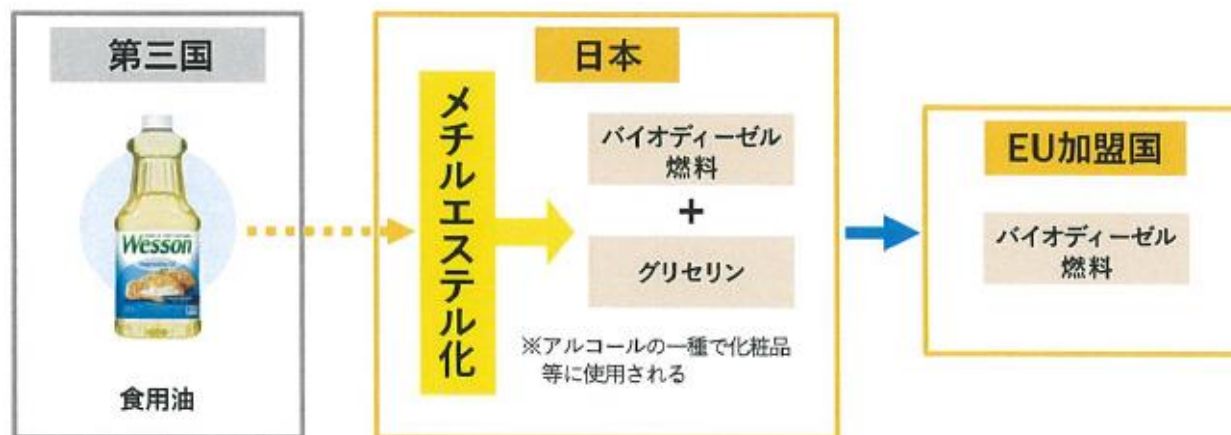 第三国
Wesson
食用油
日本
メチルエステル化
バイオディーゼル
燃料
+
グリセリン
※アルコールの一種で化粧品
等に使用される
EU加盟国
バイオディーゼル
燃料